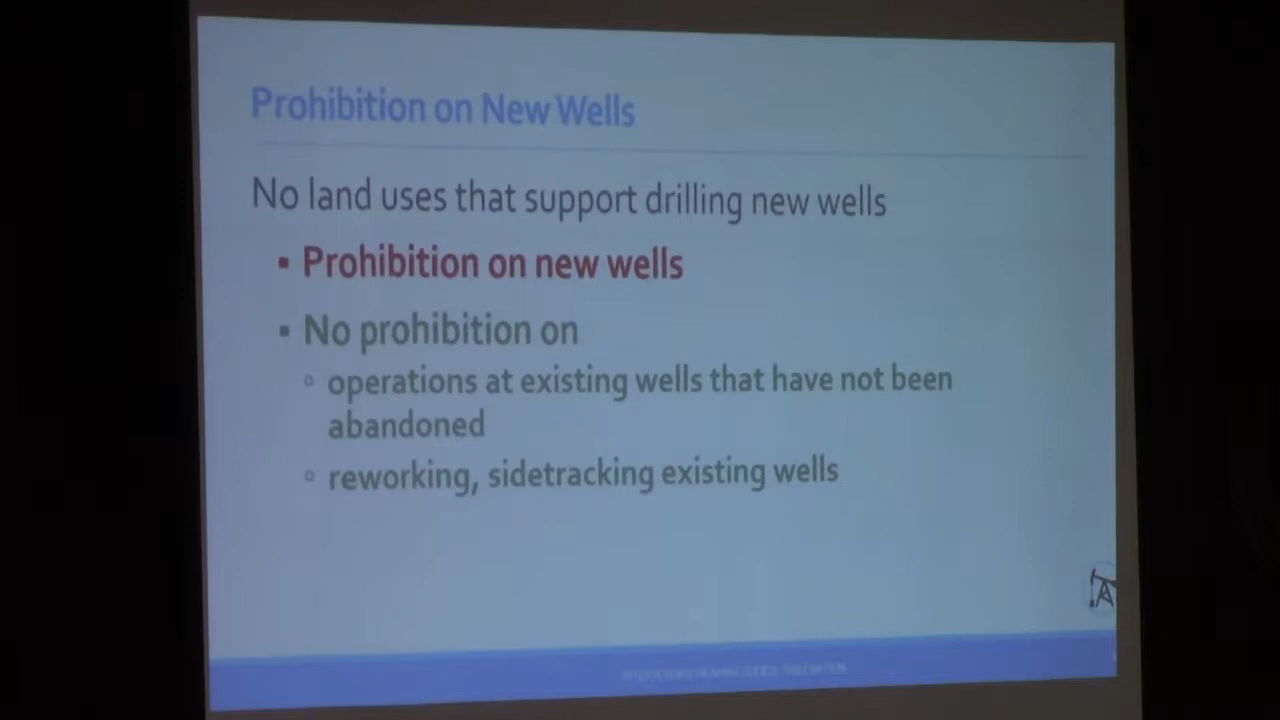 Prohibition on New Wells
No land uses that support drilling new wells
▪ Prohibition on new wells
▪ No prohibition on
◦ operations at existing wells that have not been
abandoned
◦ reworking, sidetracking existing wells